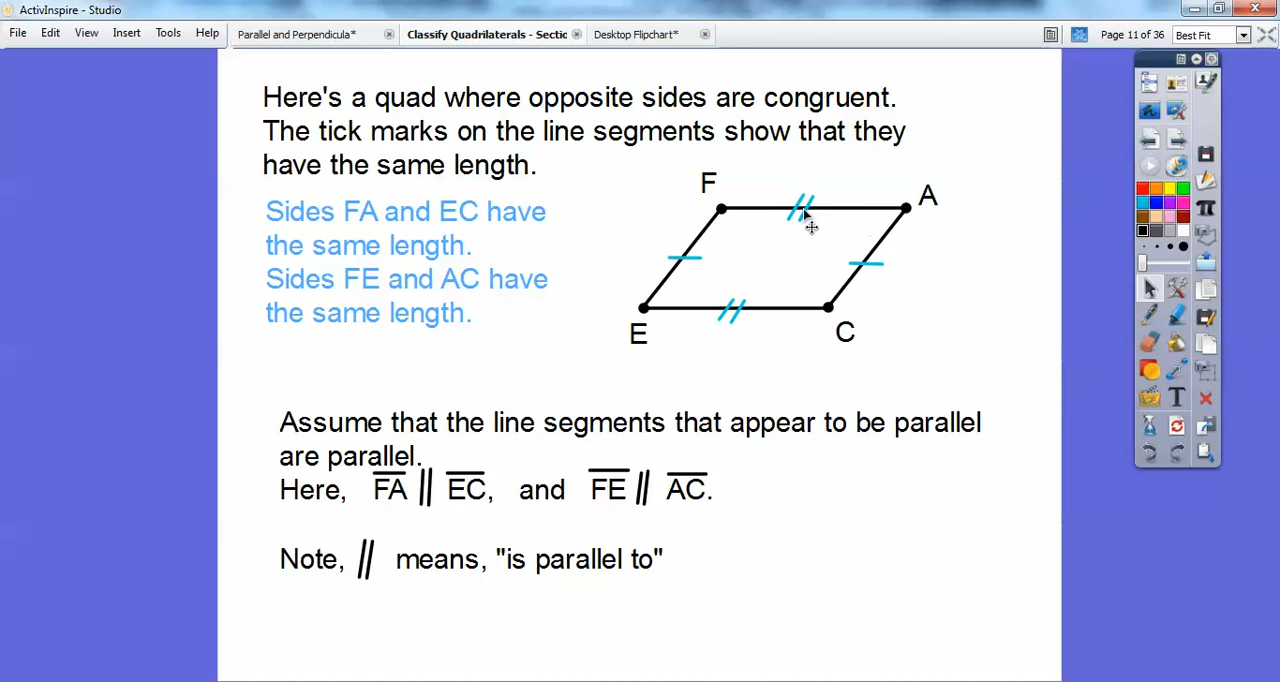 ActivInspire - Studio
File Edit View Insert Tools Help Parallel and Perpendicula* Classify Quadrilaterals - Sectic Desktop Flipchart* Page 11 of 36 Best Fit
Here's a quad where opposite sides are congruent.
The tick marks on the line segments show that they
have the same length.
Sides FA and EC have
the same length.
Sides FE and AC have
the same length.
F
A
E
C
Assume that the line segments that appear to be parallel
are parallel.
Here, F̅A̅ // E̅C̅, and F̅E̅ // A̅C̅.
Note, // means, "is parallel to"